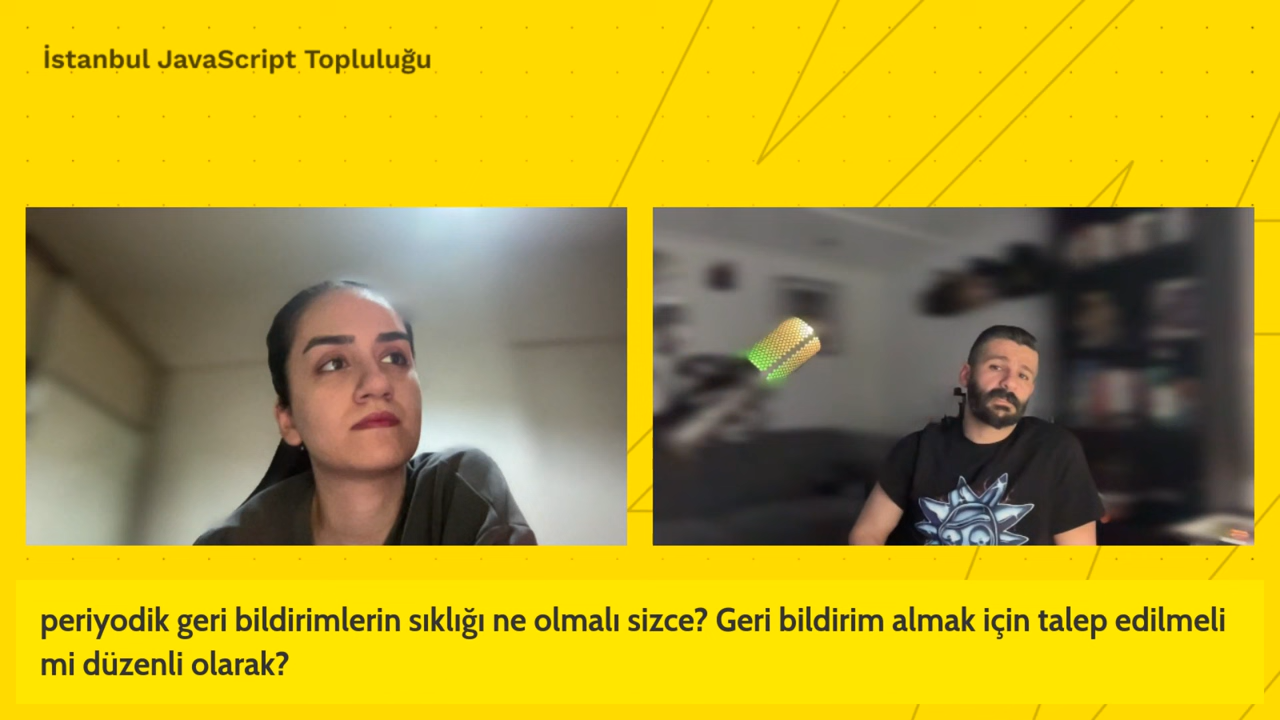 İstanbul JavaScript Topluluğu
periyodik geri bildirimlerin sıklığı ne olmalı sizce? Geri bildirim almak için talep edilmeli
mi düzenli olarak?